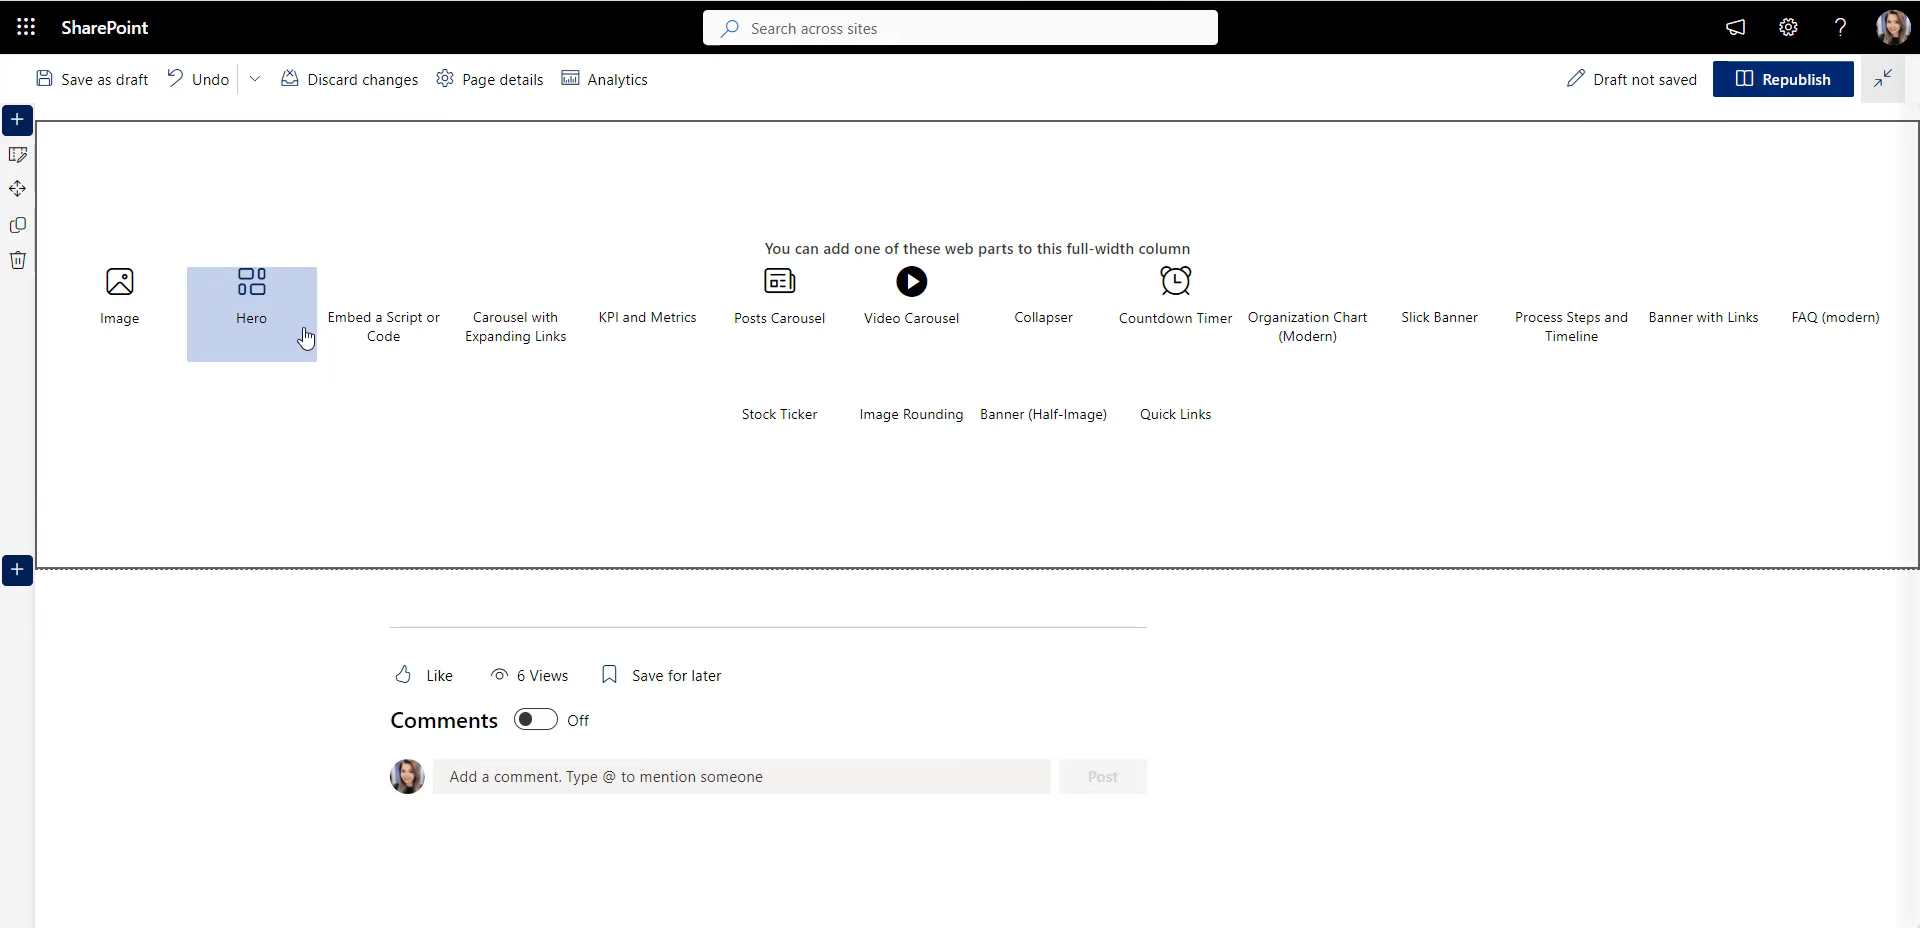 SharePoint
Search across sites
?
Save as draft
Undo
Discard changes
Page details
Analytics
Draft not saved
Republish
You can add one of these web parts to this full-width column
Image
Hero
Embed a Script or
Code
Carousel with
Expanding Links
KPI and Metrics
Posts Carousel
Video Carousel
Collapser
Countdown Timer
Organization Chart
(Modern)
Slick Banner
Process Steps and
Timeline
Banner with Links
FAQ (modern)
Stock Ticker
Image Rounding
Banner (Half-Image)
Quick Links
Like
6 Views
Save for later
Comments
Off
Add a comment. Type @ to mention someone
Post